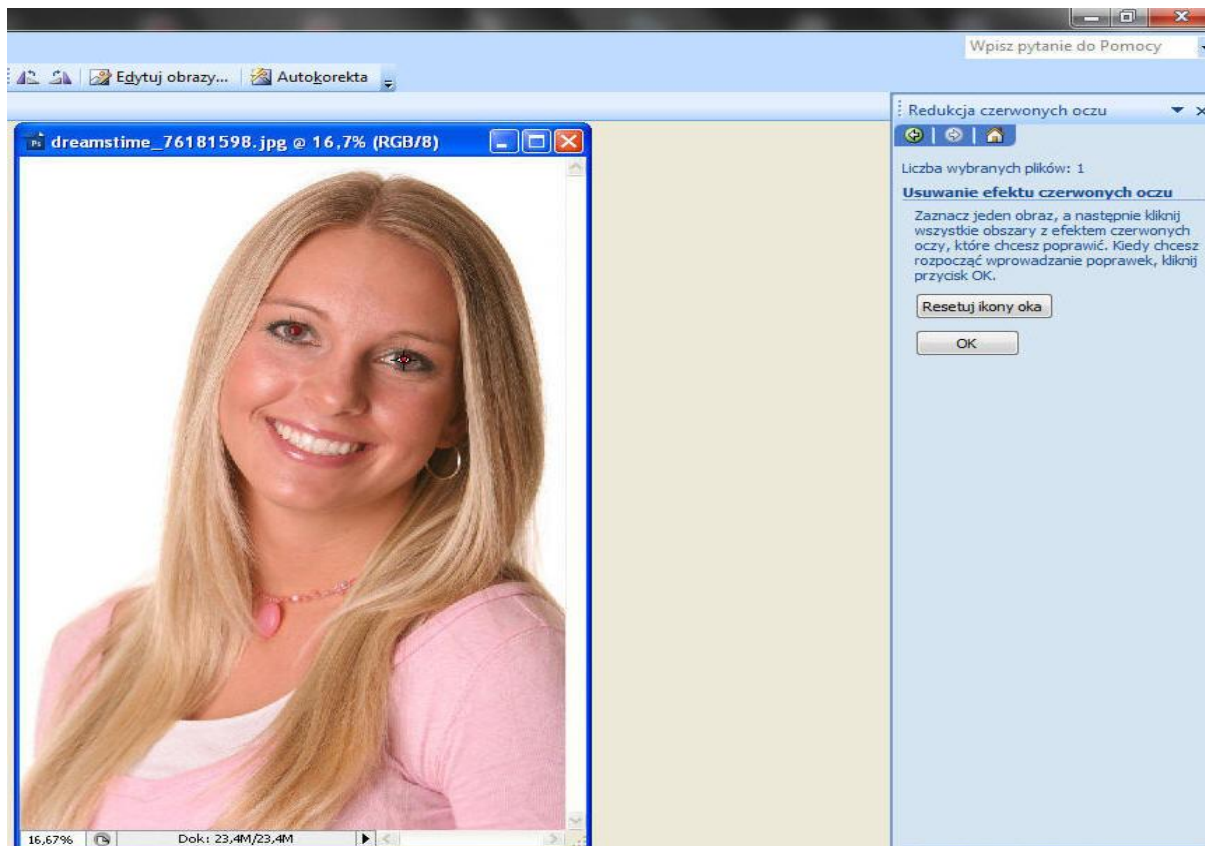 Wpisz pytanie do Pomocy
Edytuj obrazy... Autokorekta
Redukcja czerwonych oczu
dreamstime_76181598.jpg @ 16,7% (RGB/8)
Liczba wybranych plików: 1
Usuwanie efektu czerwonych oczu
Zaznacz jeden obraz, a następnie kliknij
wszystkie obszary z efektem czerwonych
oczy, które chcesz poprawić. Kiedy chcesz
rozpocząć wprowadzanie poprawek, kliknij
przycisk OK.
Resetuj ikony oka
OK
16,67% Dok: 23,4M/23,4M